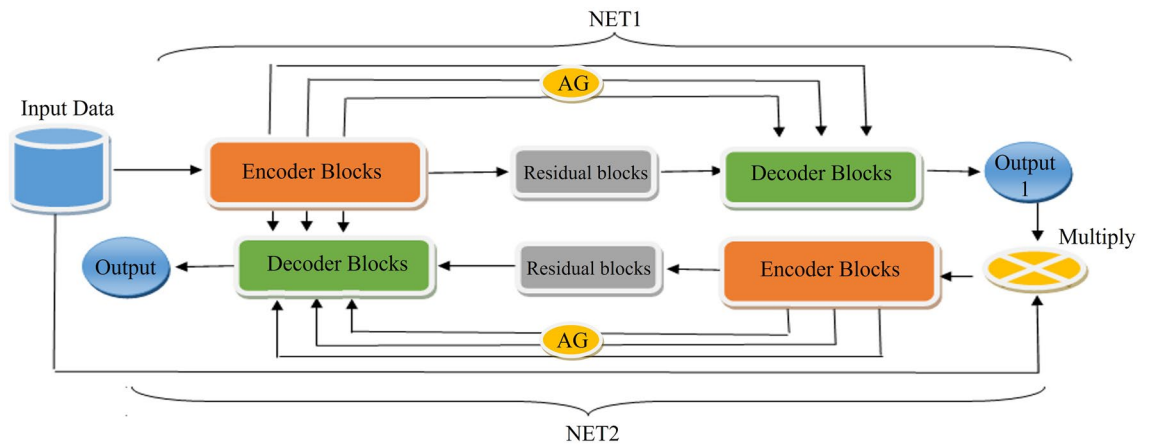 NET1
AG
Input Data
Encoder Blocks
Residual blocks
Decoder Blocks
Output
1
Multiply
Output
Decoder Blocks
Residual blocks
Encoder Blocks
AG
NET2